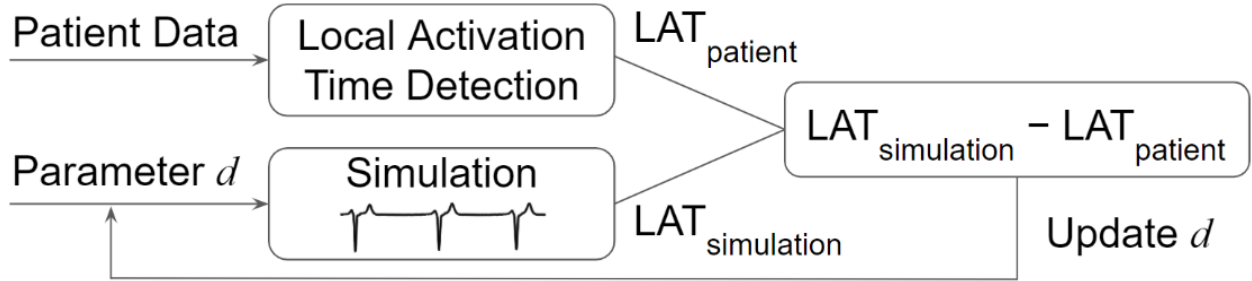 Patient Data
Local Activation
Time Detection
LAT_patient
LAT_simulation − LAT_patient
Parameter d
Simulation
LAT_simulation
Update d